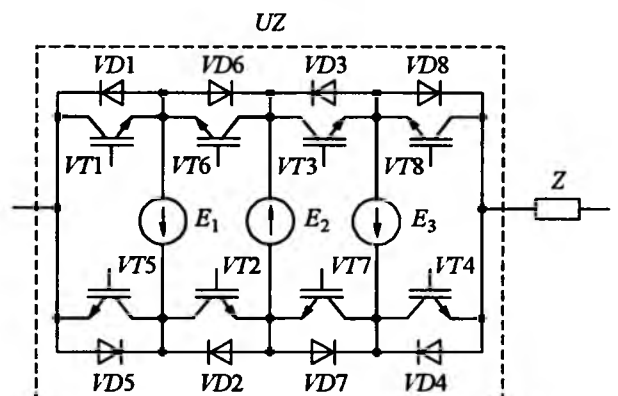 UZ
VD1 VD6 VD3 VD8
VT1 VT6 VT3 VT8
E1 E2 E3 Z
VT5 VT2 VT7 VT4
VD5 VD2 VD7 VD4